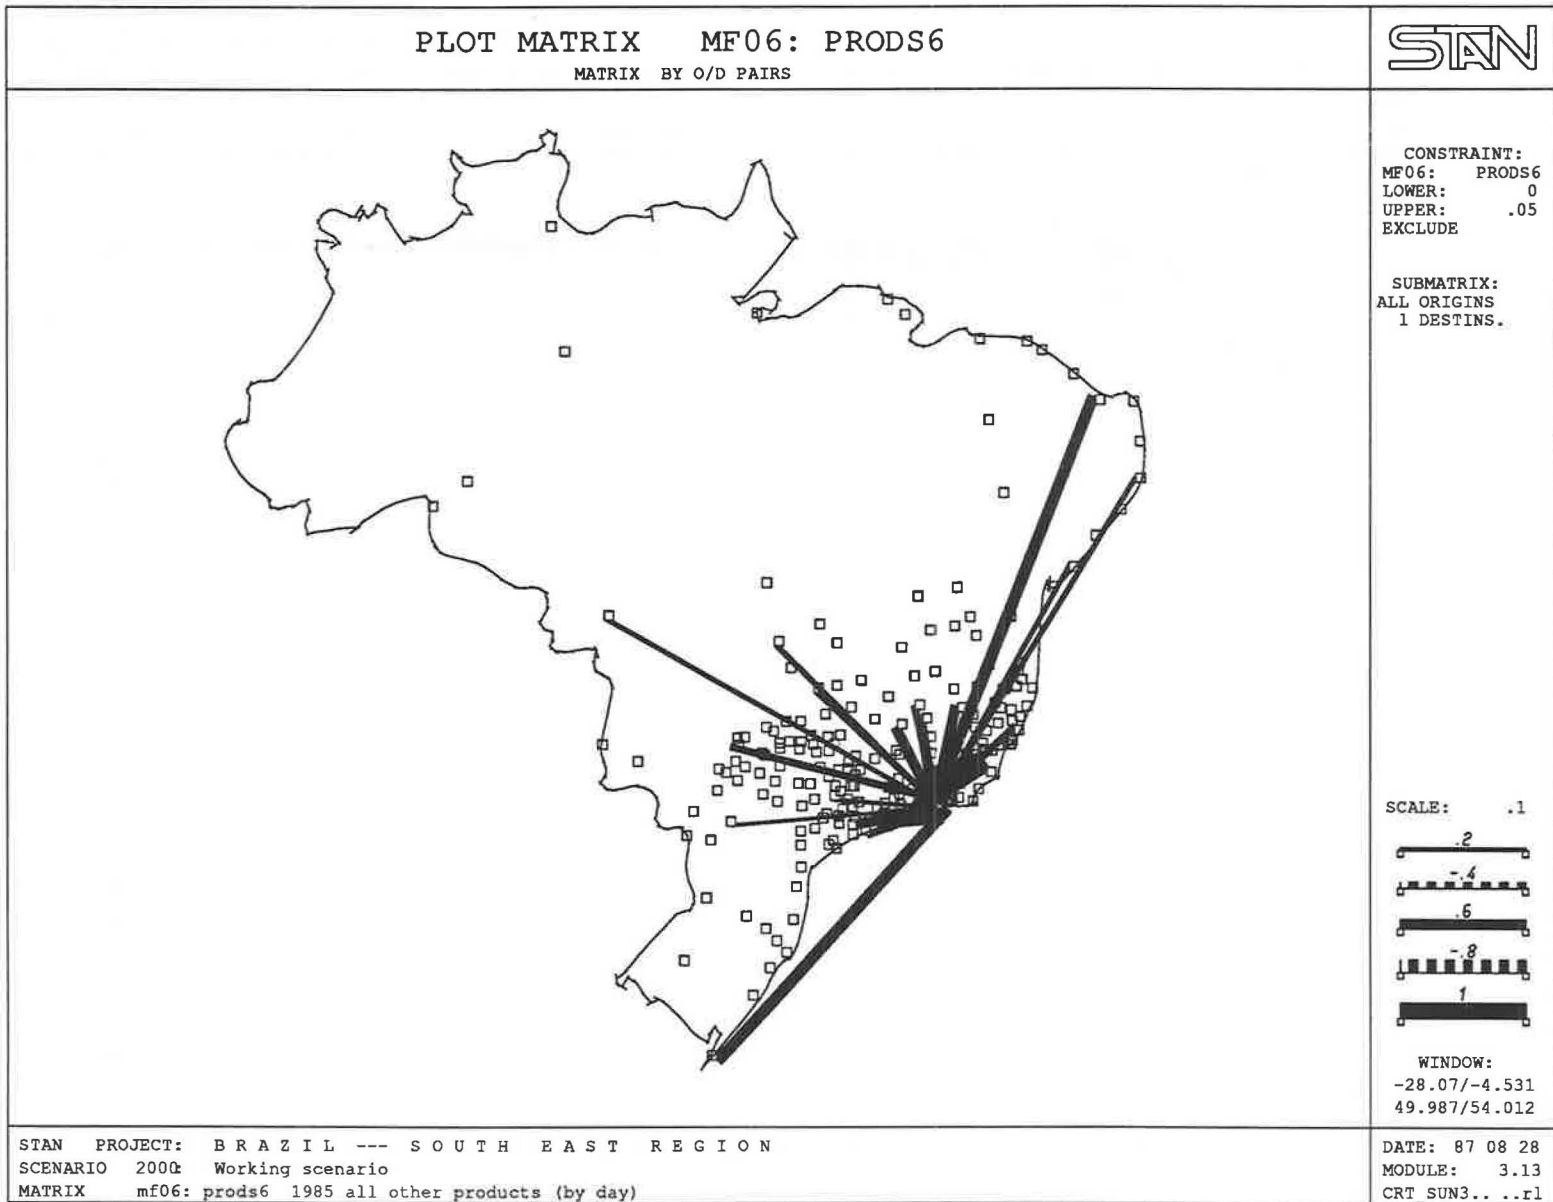 PLOT MATRIX MF06: PRODS6
MATRIX BY O/D PAIRS
STAN
CONSTRAINT:
MF06: PRODS6
LOWER: 0
UPPER: .05
EXCLUDE
SUBMATRIX:
ALL ORIGINS
1 DESTINS.
SCALE: .1
.2
-.4
.6
-.8
1
WINDOW:
-28.07/-4.531
49.987/54.012
STAN PROJECT: B R A Z I L --- S O U T H E A S T R E G I O N
SCENARIO Working scenario
MATRIX mf06: prods6 1985 all other products (by day)
DATE: 87 08 28
MODULE: 3.13
CRT SUN3.. ..rl